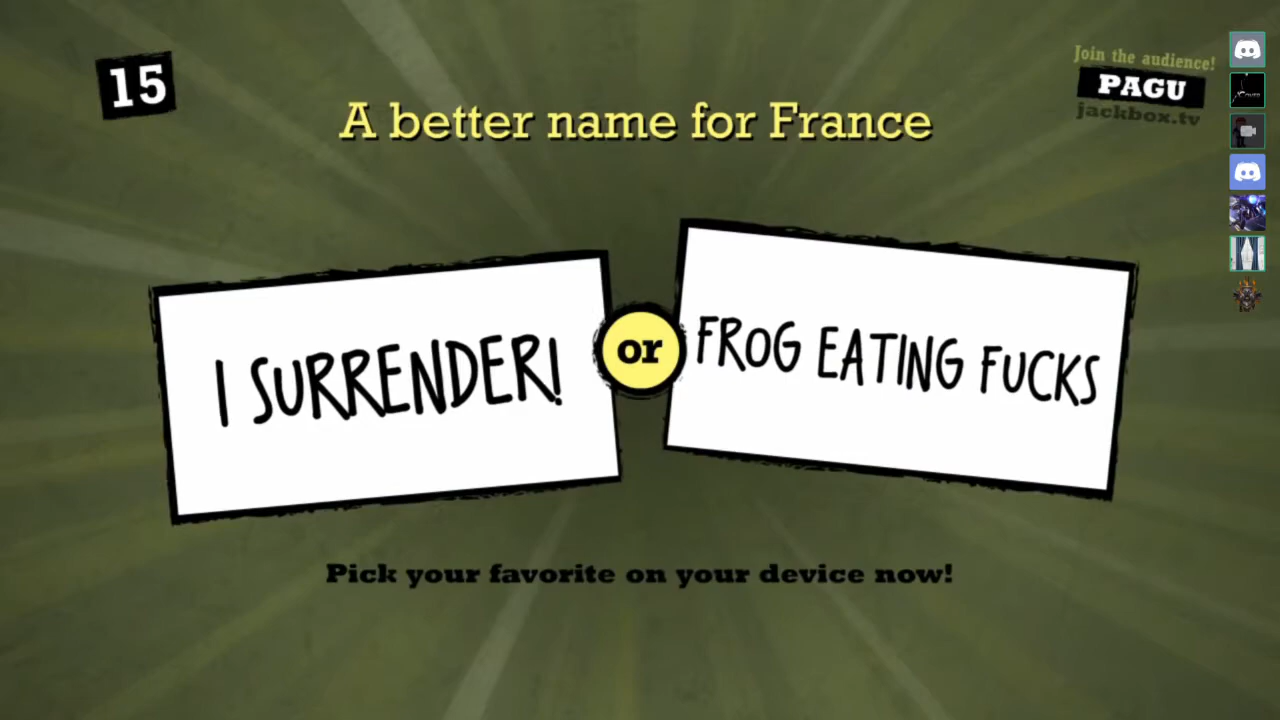 15
A better name for France
Join the audience!
PAGU
jackbox.tv
I SURRENDER!
or
FROG EATING FUCKS
Pick your favorite on your device now!